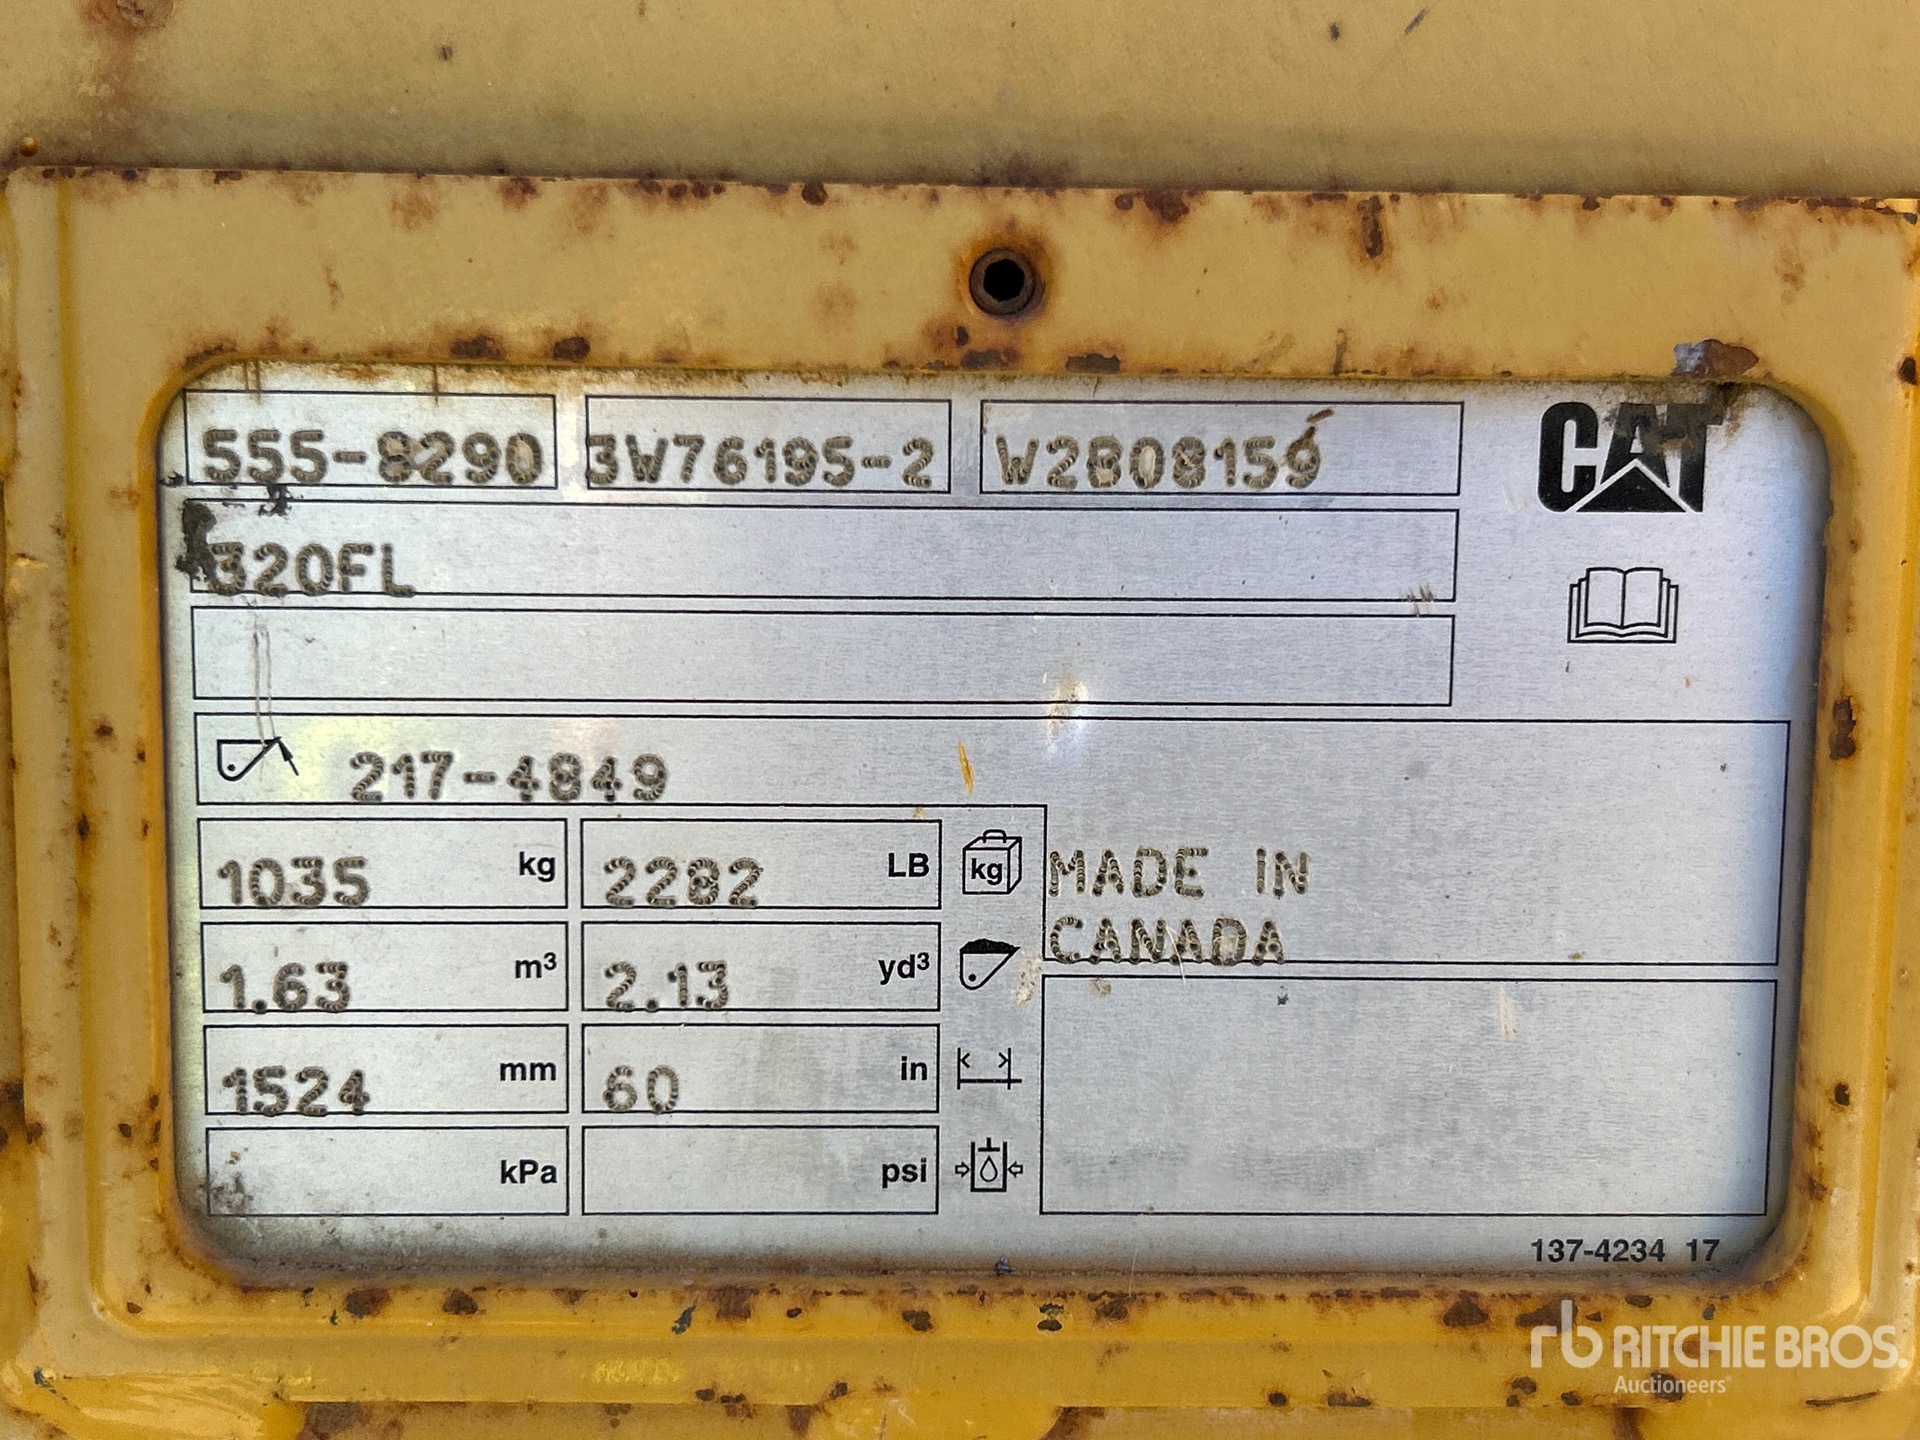 555-8290 3W76195-2 W2808159 CAT
320FL
217-4849
1035 kg 2282 LB kg MADE IN
CANADA
1.63 m³ 2.13 yd³
1524 mm 60 in
kPa psi
137-4234 17
rb RITCHIE BROS.
Auctioneers